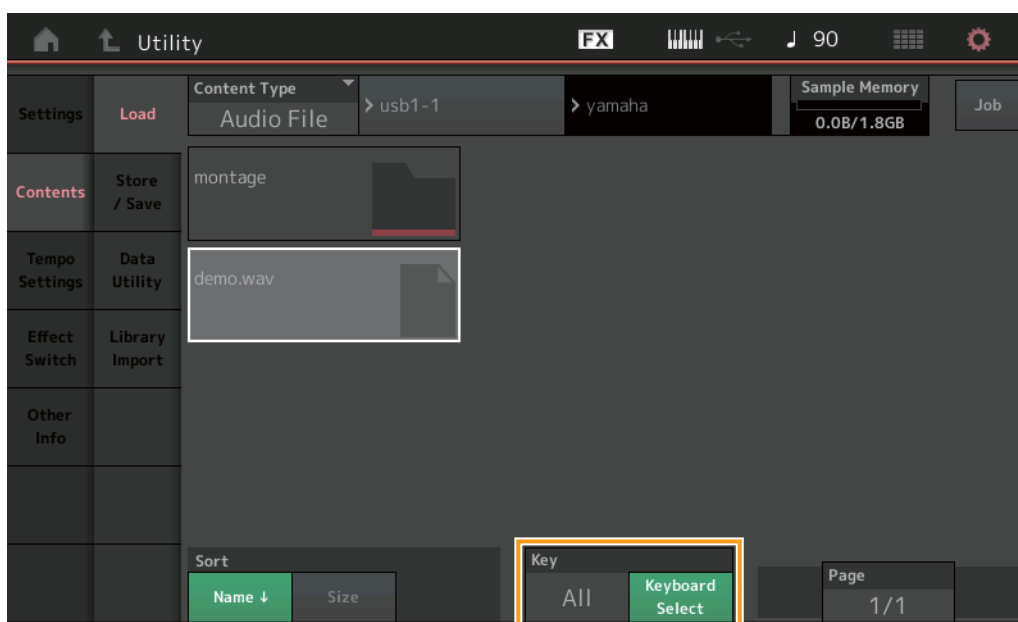 Utility
FX
90
Settings
Load
Content Type
Audio File
usb1-1
yamaha
Sample Memory
0.0B/1.8GB
Job
Contents
Store
/ Save
montage
Tempo
Settings
Data
Utility
demo.wav
Effect
Switch
Library
Import
Other
Info
Sort
Name ↓
Size
Key
All
Keyboard
Select
Page
1/1